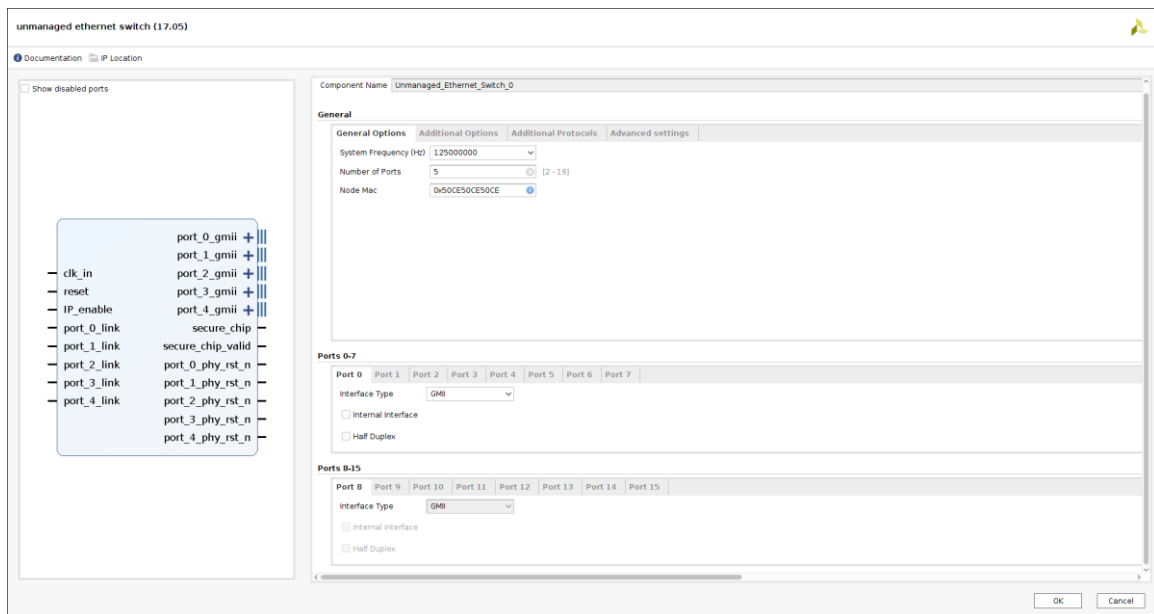 unmanaged ethernet switch (17.05)
Documentation IP Location
Show disabled ports
port_0_gmii
port_1_gmii
clk_in port_2_gmii
reset port_3_gmii
IP_enable port_4_gmii
port_0_link secure_chip
port_1_link secure_chip_valid
port_2_link port_0_phy_rst_n
port_3_link port_1_phy_rst_n
port_4_link port_2_phy_rst_n
port_3_phy_rst_n
port_4_phy_rst_n
Component Name Unmanaged_Ethernet_Switch_0
General
General Options Additional Options Additional Protocols Advanced settings
System Frequency (Hz) 125000000
Number of Ports 5 [2 - 16]
Node Mac 0x50CE50CE50CE
Ports 0-7
Port 0 Port 1 Port 2 Port 3 Port 4 Port 5 Port 6 Port 7
Interface Type GMII
Internal Interface
Half Duplex
Ports 8-15
Port 8 Port 9 Port 10 Port 11 Port 12 Port 13 Port 14 Port 15
Interface Type GMII
Internal Interface
Half Duplex
OK Cancel